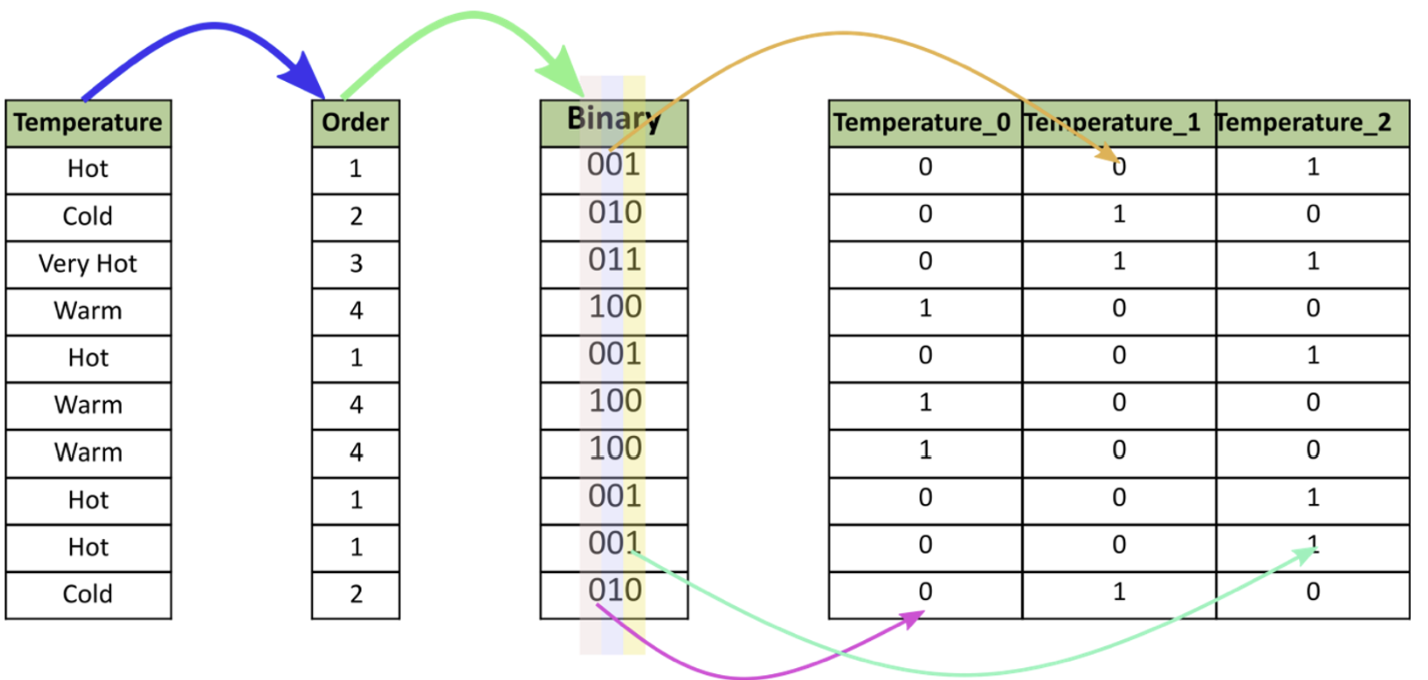 Temperature Order Binary Temperature_0 Temperature_1 Temperature_2
Hot 1 001 0 0 1
Cold 2 010 0 1 0
Very Hot 3 011 0 1 1
Warm 4 100 1 0 0
Hot 1 001 0 0 1
Warm 4 100 1 0 0
Warm 4 100 1 0 0
Hot 1 001 0 0 1
Hot 1 001 0 0 1
Cold 2 010 0 1 0